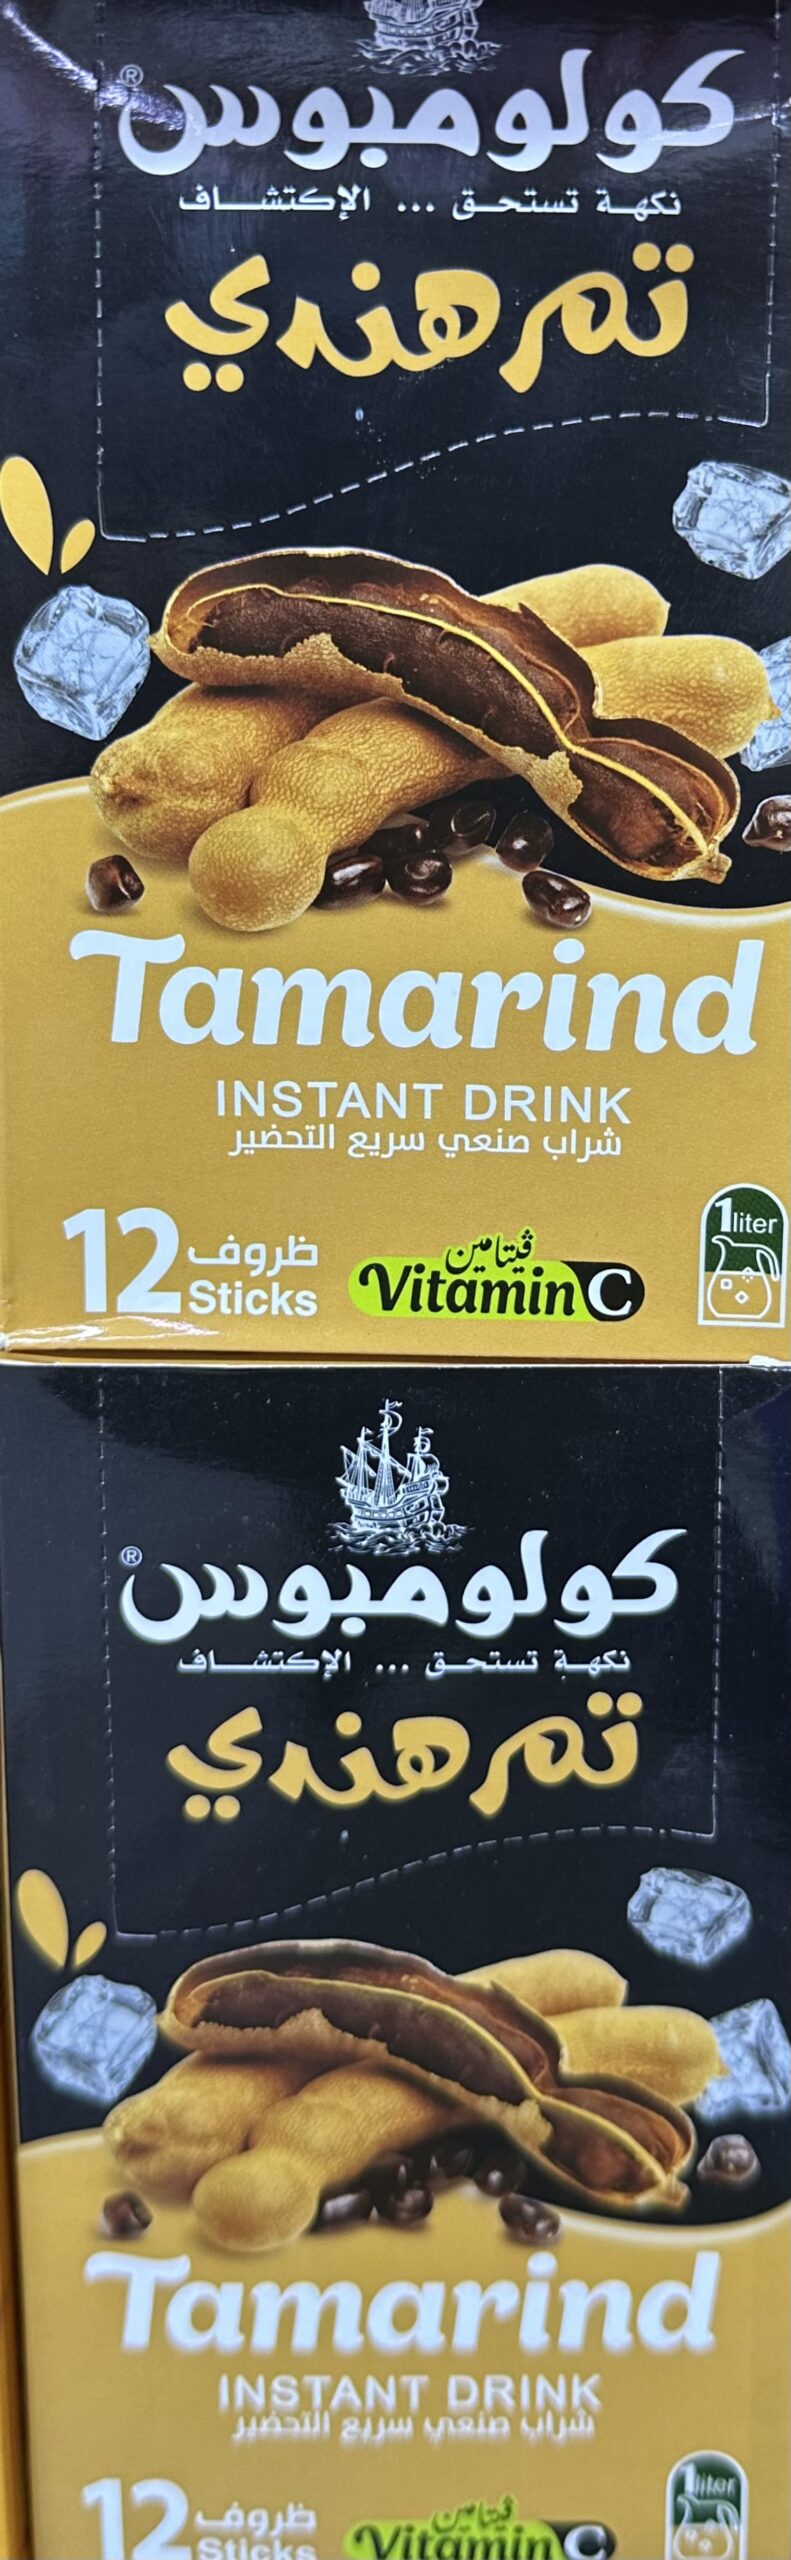 كولومبوس®
نكهة تستحق ... الإكتشاف
تمر هندي
Tamarind
INSTANT DRINK
شراب صنعي سريع التحضير
12 ظروف
Sticks
ڤيتامين
Vitamin C
1 liter
كولومبوس®
نكهة تستحق ... الإكتشاف
تمر هندي
Tamarind
INSTANT DRINK
شراب صنعي سريع التحضير
12 ظروف
Sticks
ڤيتامين
Vitamin C
1 liter